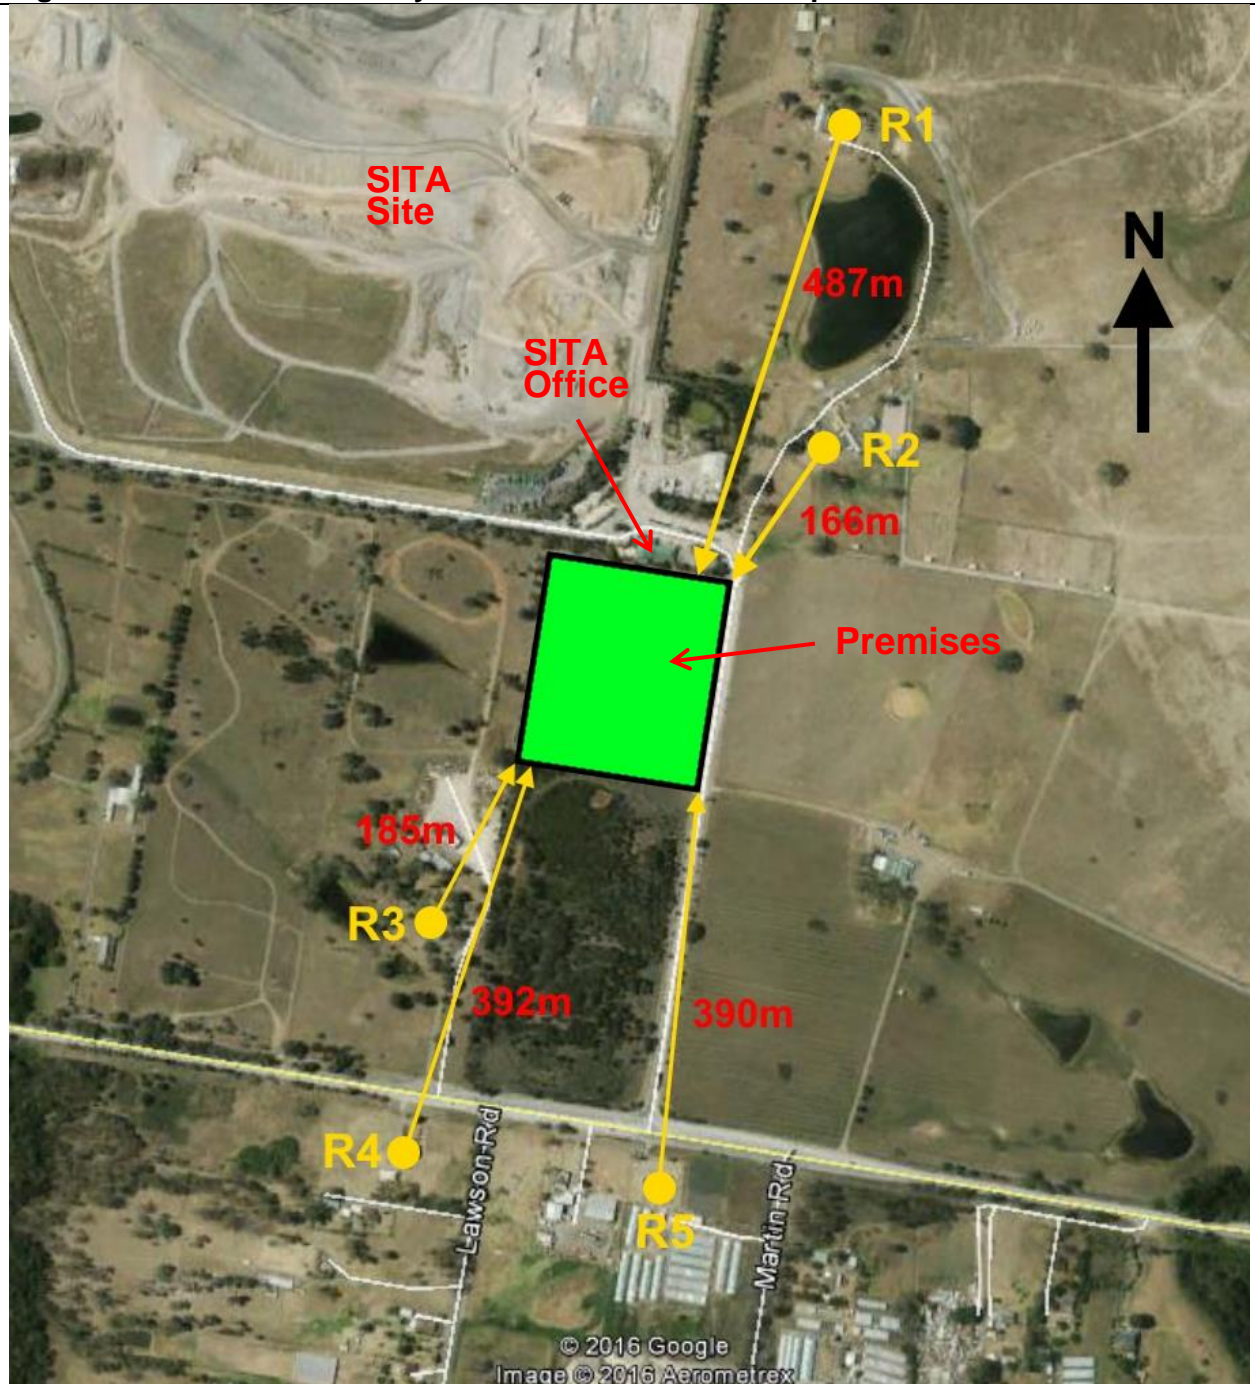 R1
SITA
Site
N
487m
SITA
Office
R2
166m
Premises
185m
R3
392m
390m
R4
Lawson Rd
R5
Martin Rd
© 2016 Google
Image © 2016 Aerometrex